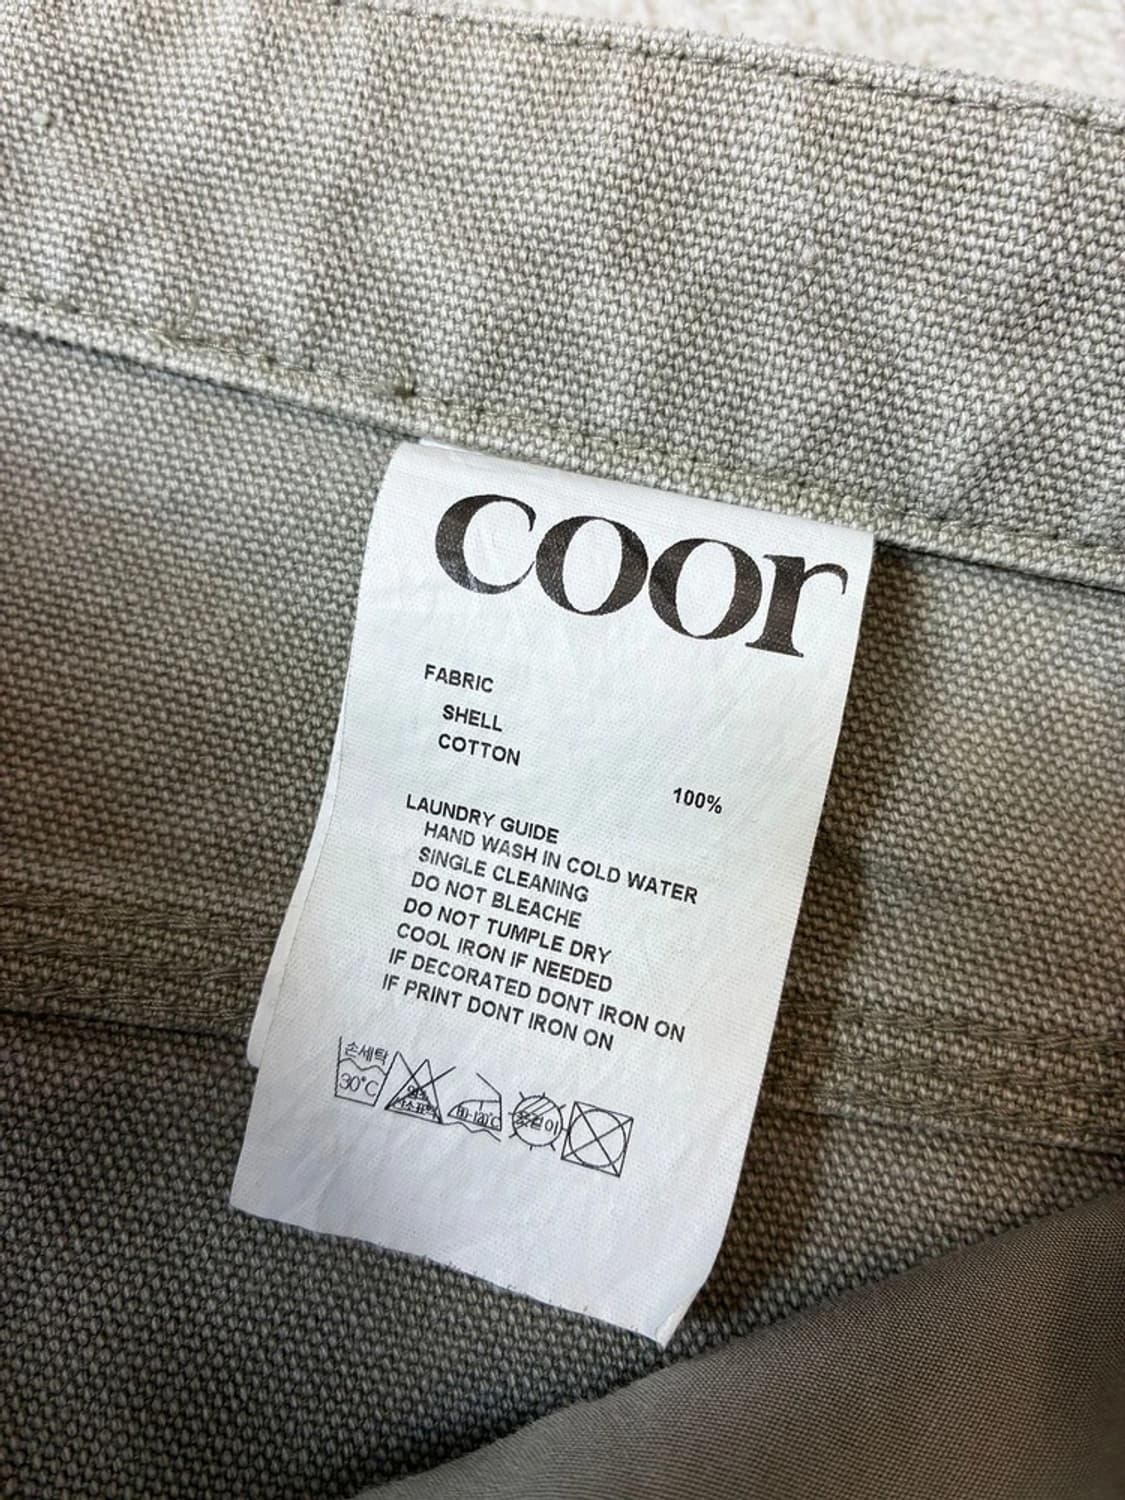 coor
FABRIC
SHELL
COTTON
100%
LAUNDRY GUIDE
HAND WASH IN COLD WATER
SINGLE CLEANING
DO NOT BLEACHE
DO NOT TUMPLE DRY
COOL IRON IF NEEDED
IF DECORATED DONT IRON ON
IF PRINT DONT IRON ON
손세탁
30°C